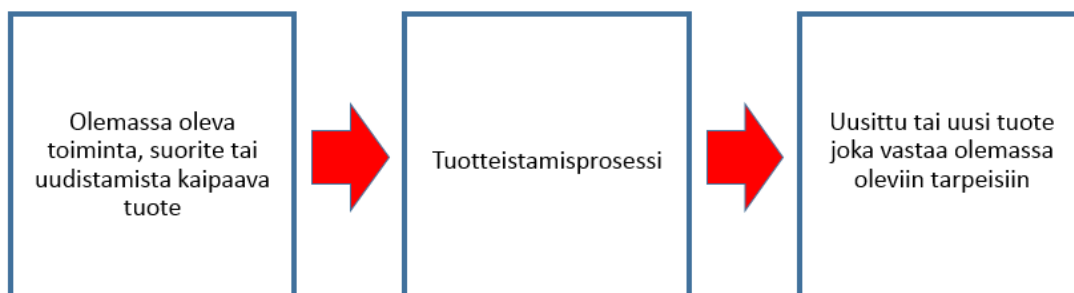 Olemassa oleva
toiminta, suorite tai
uudistamista kaipaava
tuote
Tuotteistamisprosessi
Uusittu tai uusi tuote
joka vastaa olemassa
oleviin tarpeisiin